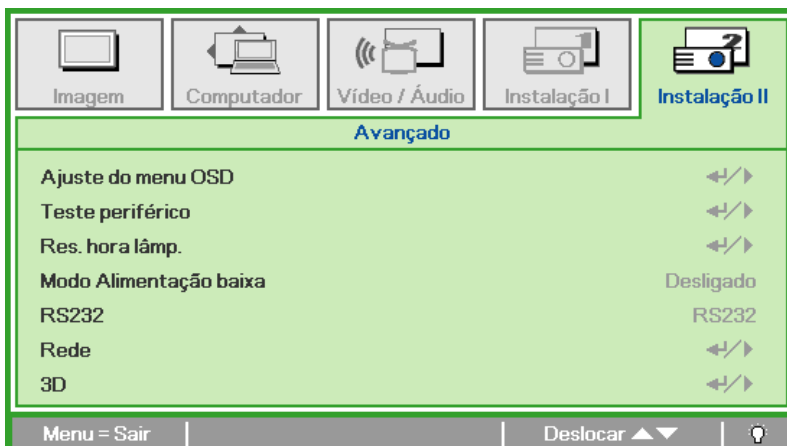 Imagem
Computador
Vídeo / Áudio
Instalação I
Instalação II
Avançado
Ajuste do menu OSD
Teste periférico
Res. hora lâmp.
Modo Alimentação baixa Desligado
RS232 RS232
Rede
3D
Menu = Sair Deslocar ▲▼